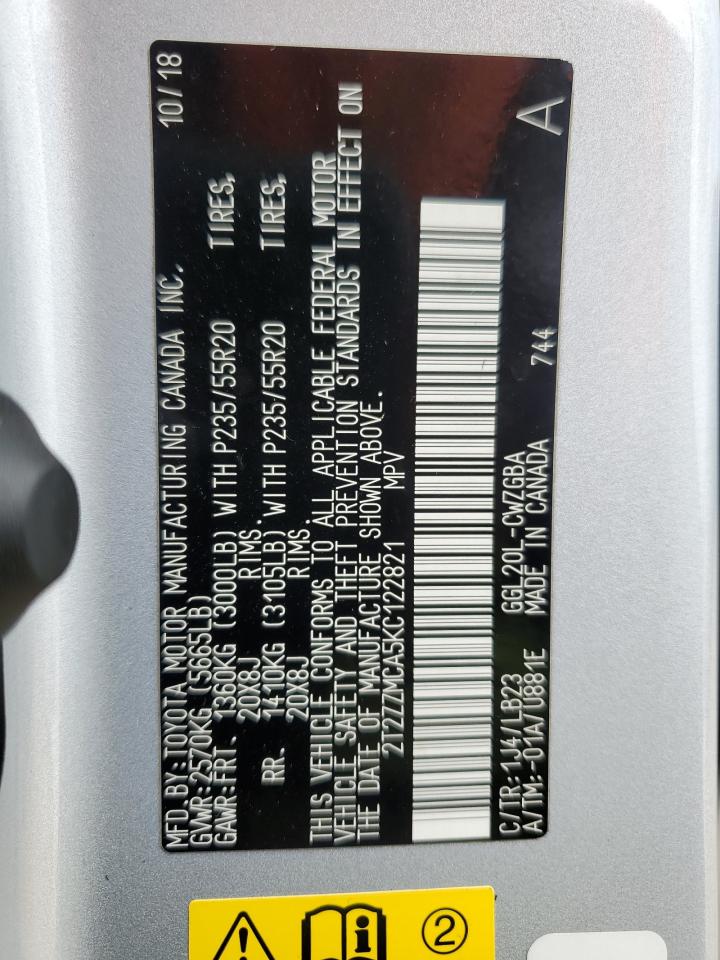 MFD.BY:TOYOTA MOTOR MANUFACTURING CANADA INC. 10/18
GVWR:2570KG (5665LB)
GAWR:FRT. 1360KG (3000LB) WITH P235/55R20 TIRES,
20X8J RIMS.
RR. 1410KG (3105LB) WITH P235/55R20 TIRES,
20X8J RIMS.
THIS VEHICLE CONFORMS TO ALL APPLICABLE FEDERAL MOTOR
VEHICLE SAFETY AND THEFT PREVENTION STANDARDS IN EFFECT ON
THE DATE OF MANUFACTURE SHOWN ABOVE.
2T2ZZMCA5KC122821 MPV
C/TR:1J4/LB23 GGL20L-CWZGBA 744 A
A/TM:-01A/U881E MADE IN CANADA
! i 2